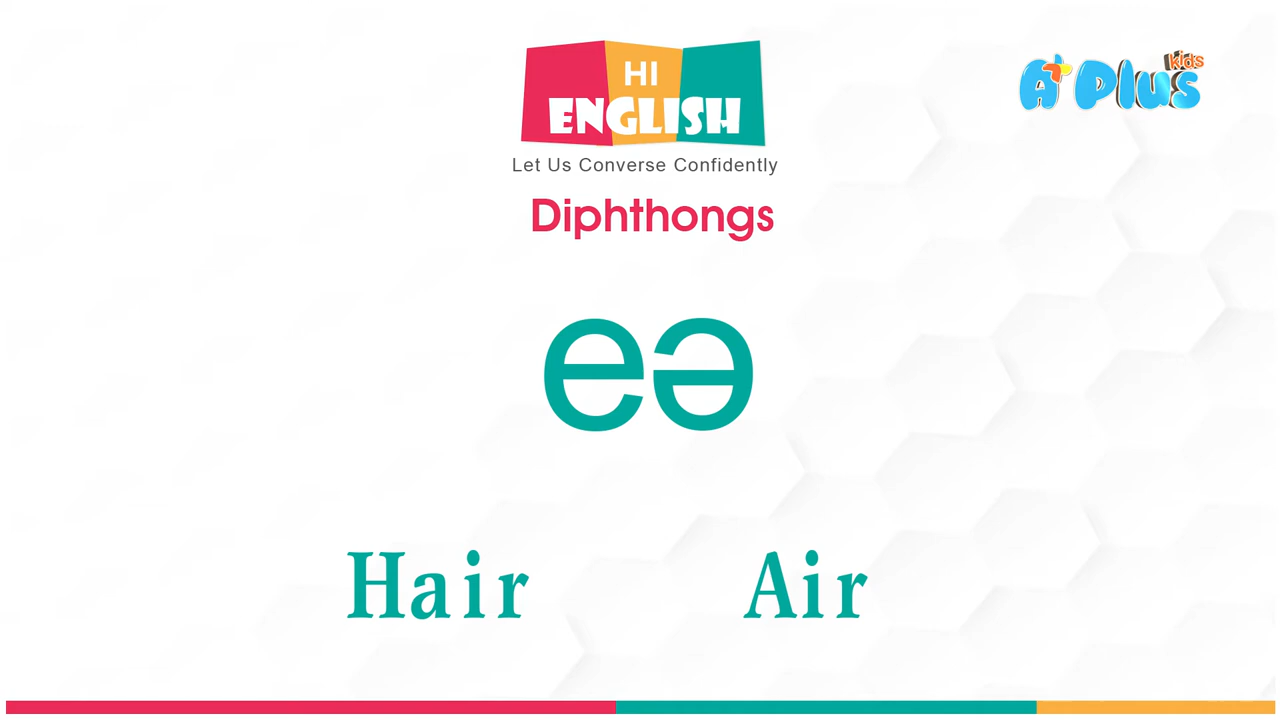 HI
ENGLISH
Let Us Converse Confidently
A+ Plus kids
Diphthongs
eə
Hair Air